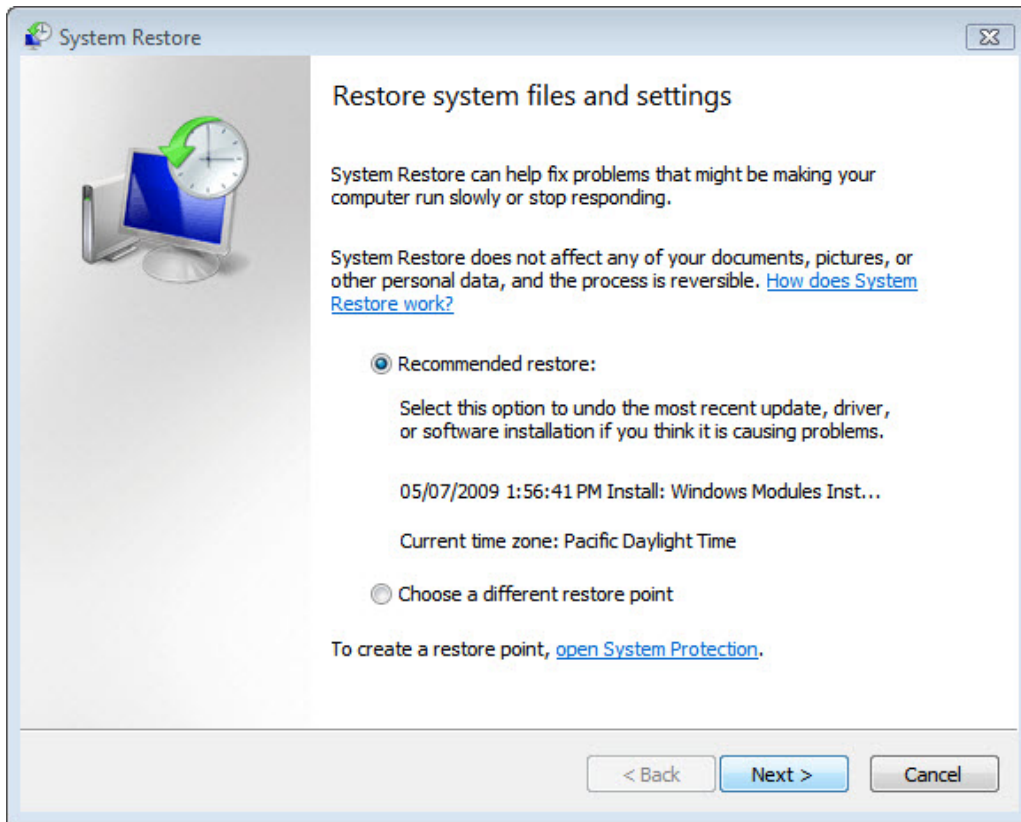 System Restore
Restore system files and settings
System Restore can help fix problems that might be making your
computer run slowly or stop responding.
System Restore does not affect any of your documents, pictures, or
other personal data, and the process is reversible. How does System
Restore work?
Recommended restore:
Select this option to undo the most recent update, driver,
or software installation if you think it is causing problems.
05/07/2009 1:56:41 PM Install: Windows Modules Inst...
Current time zone: Pacific Daylight Time
Choose a different restore point
To create a restore point, open System Protection.
< Back
Next >
Cancel